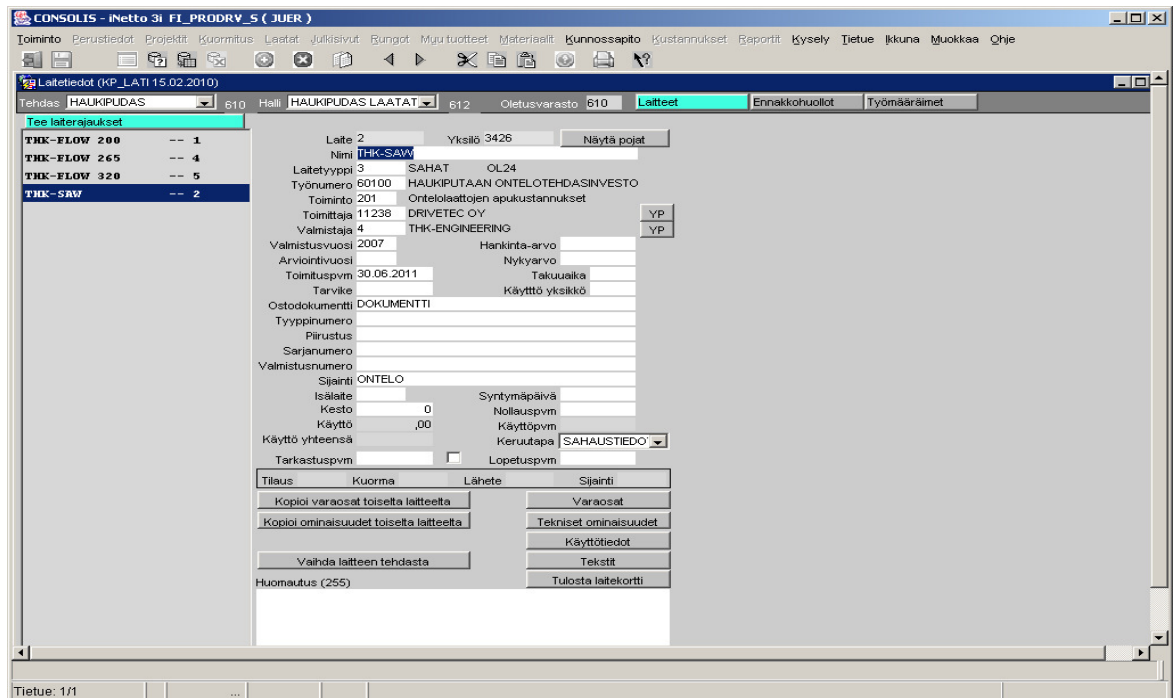 CONSOLIS - iNetto 3i FI_PRODRV_S ( JUER )
Toiminto Perustiedot Projektit Kuormitus Laatat Julkisivut Rungot Myy tuotteet Materiaalit Kunnossapito Kustannukset Raportit Kysely Tietue Ikkuna Muokkaa Ohje
Laitetiedot (KP_LATI 15.02.2010)
Tehdas HAUKIPUDAS 610 Halli HAUKIPUDAS LAATAT 612 Oletusvarasto 610 Laitteet Ennakkohuollot Työmääräimet
Tee laiterajaukset
THK-FLOW 200 -- 1
THK-FLOW 265 -- 4
THK-FLOW 320 -- 5
THK-SAW -- 2
Laite 2 Yksilö 3426 Näytä pojat
Nimi THK-SAW
Laitetyyppi 3 SAHAT OL24
Työnumero 60100 HAUKIPUTAAN ONTELOTEHDASINVESTO
Toiminto 201 Ontelolaattojen apukustannukset
Toimittaja 11238 DRIVETEC OY YP
Valmistaja 4 THK-ENGINEERING YP
Valmistusvuosi 2007 Hankinta-arvo
Arviointivuosi Nykyarvo
Toimituspvm 30.06.2011 Takuuaika
Tarvike Käytttö yksikkö
Ostodokumentti DOKUMENTTI
Tyyppinumero
Piirustus
Sarjanumero
Valmistusnumero
Sijainti ONTELO
Isälaite Syntymäpäivä
Kesto 0 Nollauspvm
Käyttö ,00 Käyttöpvm
Käyttö yhteensä Keruutapa SAHAUSTIEDO
Tarkastuspvm Lopetuspvm
Tilaus Kuorma Lähete Sijainti
Kopioi varaosat toiselta laitteelta Varaosat
Kopioi ominaisuudet toiselta laitteelta Tekniset ominaisuudet
Käyttötiedot
Vaihda laitteen tehdasta Tekstit
Huomautus (255) Tulosta laitekortti
Tietue: 1/1 ...